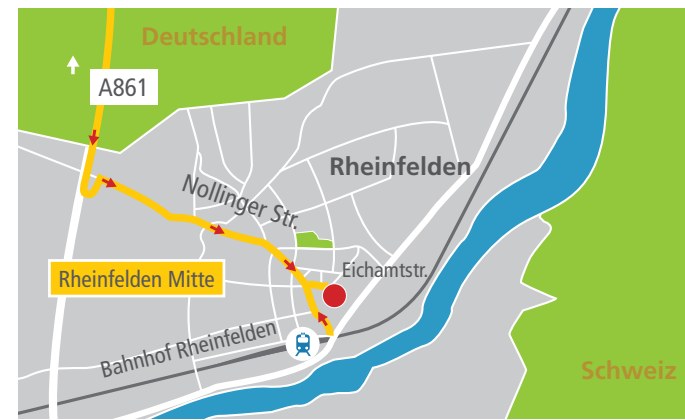 Deutschland
A861
Rheinfelden
Nollinger Str.
Eichamtstr.
Rheinfelden Mitte
Bahnhof Rheinfelden
Schweiz